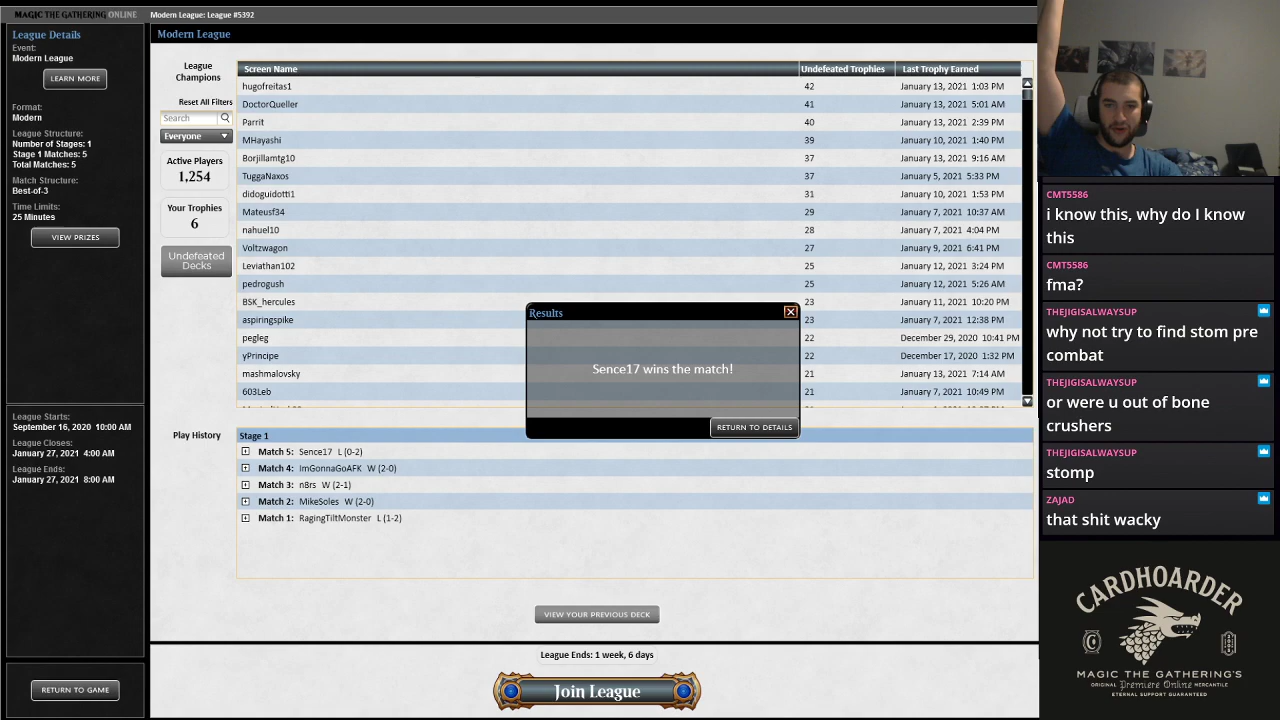 MAGIC THE GATHERING ONLINE
Modern League: League #5392
League Details
Event:
Modern League
LEARN MORE
Format:
Modern
League Structure:
Number of Stages: 1
Stage 1 Matches: 5
Total Matches: 5
Match Structure:
Best-of-3
Time Limits:
25 Minutes
VIEW PRIZES
League Starts:
September 16, 2020 10:00 AM
League Closes:
January 27, 2021 4:00 AM
League Ends:
January 27, 2021 8:00 AM
RETURN TO GAME
Modern League
League
Champions
Reset All Filters
Search
Everyone
Active Players
1,254
Your Trophies
6
Undefeated
Decks
Screen Name Undefeated Trophies Last Trophy Earned
hugofreitas1 42 January 13, 2021 1:03 PM
DoctorQueller 41 January 13, 2021 5:01 AM
Parrit 40 January 13, 2021 2:39 PM
MHayashi 39 January 10, 2021 1:40 PM
Borjillamtg10 37 January 13, 2021 9:16 AM
TuggaNaxos 37 January 5, 2021 5:33 PM
didoguidotti1 31 January 10, 2021 1:53 PM
Mateusf34 29 January 7, 2021 10:37 AM
nahuel10 28 January 7, 2021 4:04 PM
Voltzwagon 27 January 9, 2021 6:41 PM
Leviathan102 25 January 12, 2021 3:24 PM
pedrogush 25 January 12, 2021 5:26 AM
BSK_hercules 23 January 11, 2021 10:20 PM
aspiringspike 23 January 7, 2021 12:38 PM
pegleg 22 December 29, 2020 10:41 PM
yPrincipe 22 December 17, 2020 1:32 PM
mashmalovsky 21 January 13, 2021 7:14 AM
603Leb 21 January 7, 2021 10:49 PM
Results
Sence17 wins the match!
RETURN TO DETAILS
Play History
Stage 1
Match 5: Sence17 L (0-2)
Match 4: ImGonnaGoAFK W (2-0)
Match 3: n8rs W (2-1)
Match 2: MikeSoles W (2-0)
Match 1: RagingTiltMonster L (1-2)
VIEW YOUR PREVIOUS DECK
League Ends: 1 week, 6 days
Join League
CMT5586
i know this, why do I know
this
CMT5586
fma?
THEJIGISALWAYSUP
why not try to find stom pre
combat
THEJIGISALWAYSUP
or were u out of bone
crushers
THEJIGISALWAYSUP
stomp
ZAJAD
that shit wacky
CARDHOARDER
MAGIC THE GATHERING'S
ORIGINAL Premiere Online MERCANTILE
ETERNAL SUPPORT GUARANTEED